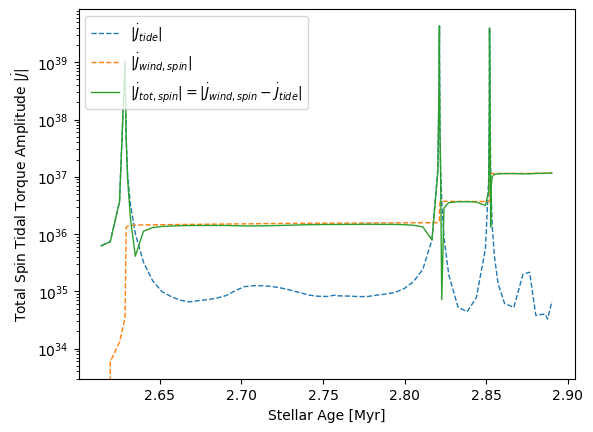 Total Spin Tidal Torque Amplitude |J̇|
10³⁹
10³⁸
10³⁷
10³⁶
10³⁵
10³⁴
|J̇_{tide}|
|J̇_{wind, spin}|
|J̇_{tot, spin}| = |J̇_{wind, spin} − J̇_{tide}|
2.65 2.70 2.75 2.80 2.85 2.90
Stellar Age [Myr]